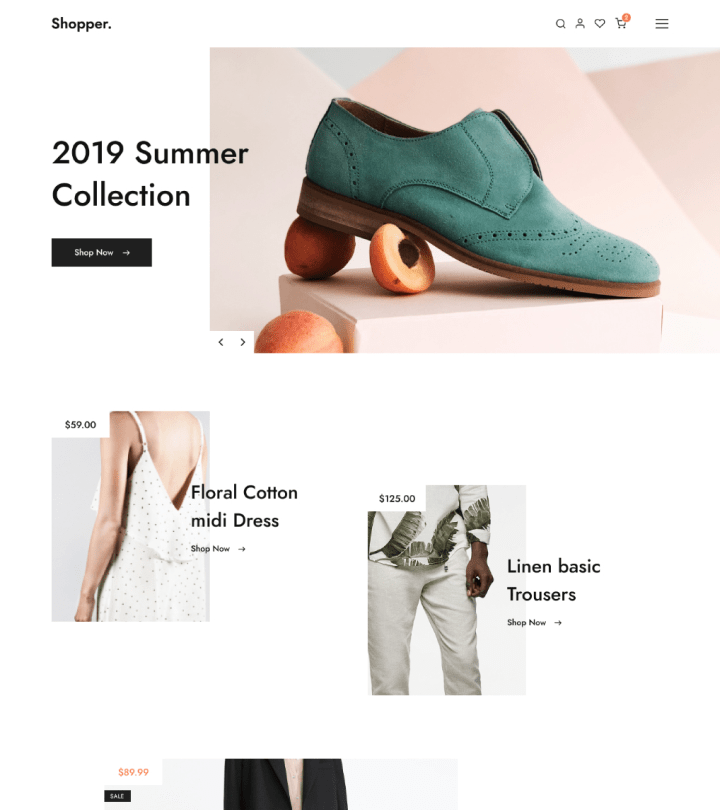 Shopper.
2019 Summer
Collection
Shop Now
$59.00
Floral Cotton
midi Dress
Shop Now
$125.00
Linen basic
Trousers
Shop Now
$89.99
SALE